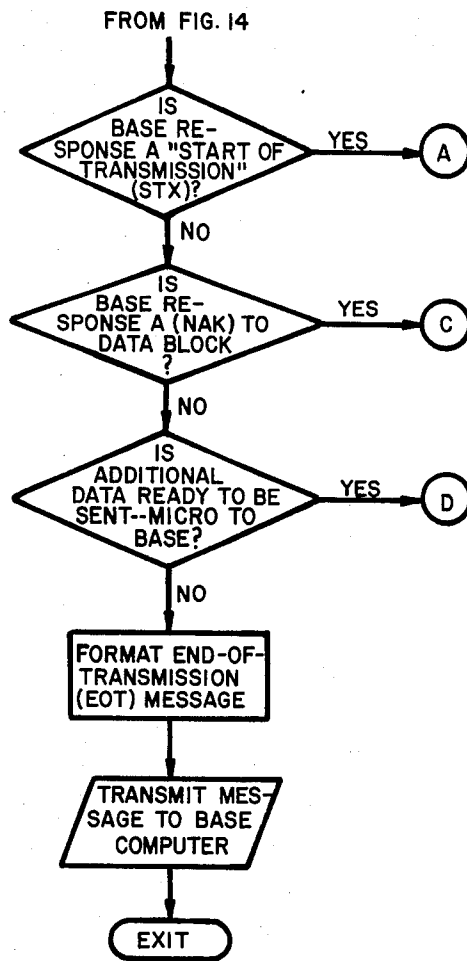 FROM FIG. 14
IS
BASE RE-
SPONSE A "START OF
TRANSMISSION"
(STX)?
YES
A
NO
IS
BASE RE-
SPONSE A (NAK) TO
DATA BLOCK
?
YES
C
NO
IS
ADDITIONAL
DATA READY TO BE
SENT--MICRO TO
BASE?
YES
D
NO
FORMAT END-OF-
TRANSMISSION
(EOT) MESSAGE
TRANSMIT MES-
SAGE TO BASE
COMPUTER
EXIT